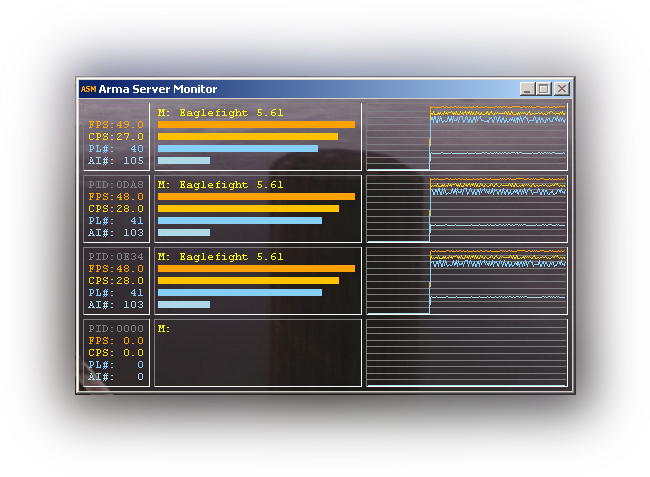 ASM Arma Server Monitor
M: Eaglefight 5.61
FPS:49.0
CPS:27.0
PL#: 40
AI#: 105
PID:0DA8
M: Eaglefight 5.61
FPS:48.0
CPS:28.0
PL#: 41
AI#: 103
PID:0E34
M: Eaglefight 5.61
FPS:48.0
CPS:28.0
PL#: 41
AI#: 103
PID:0000
M:
FPS: 0.0
CPS: 0.0
PL#: 0
AI#: 0